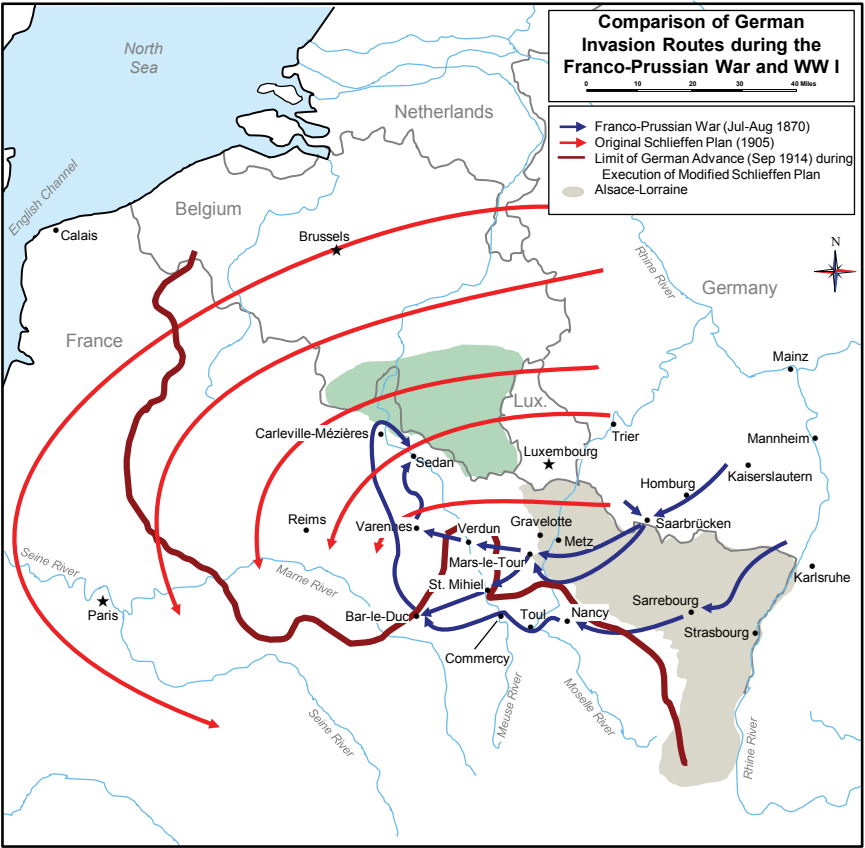 Comparison of German
Invasion Routes during the
Franco-Prussian War and WW I
0 10 20 30 40 Miles
Franco-Prussian War (Jul-Aug 1870)
Original Schlieffen Plan (1905)
Limit of German Advance (Sep 1914) during
Execution of Modified Schlieffen Plan
Alsace-Lorraine
North
Sea
Netherlands
English Channel
Belgium
Calais
Brussels
N
Rhine River
Germany
France
Mainz
Lux.
Carleville-Mézières
Trier
Mannheim
Sedan
Luxembourg
Kaiserslautern
Homburg
Reims
Varennes
Verdun
Gravelotte
Saarbrücken
Metz
Mars-le-Tour
Seine River
Marne River
St. Mihiel
Karlsruhe
Paris
Bar-le-Duc
Toul
Nancy
Sarrebourg
Strasbourg
Commercy
Seine River
Meuse River
Moselle River
Rhine River